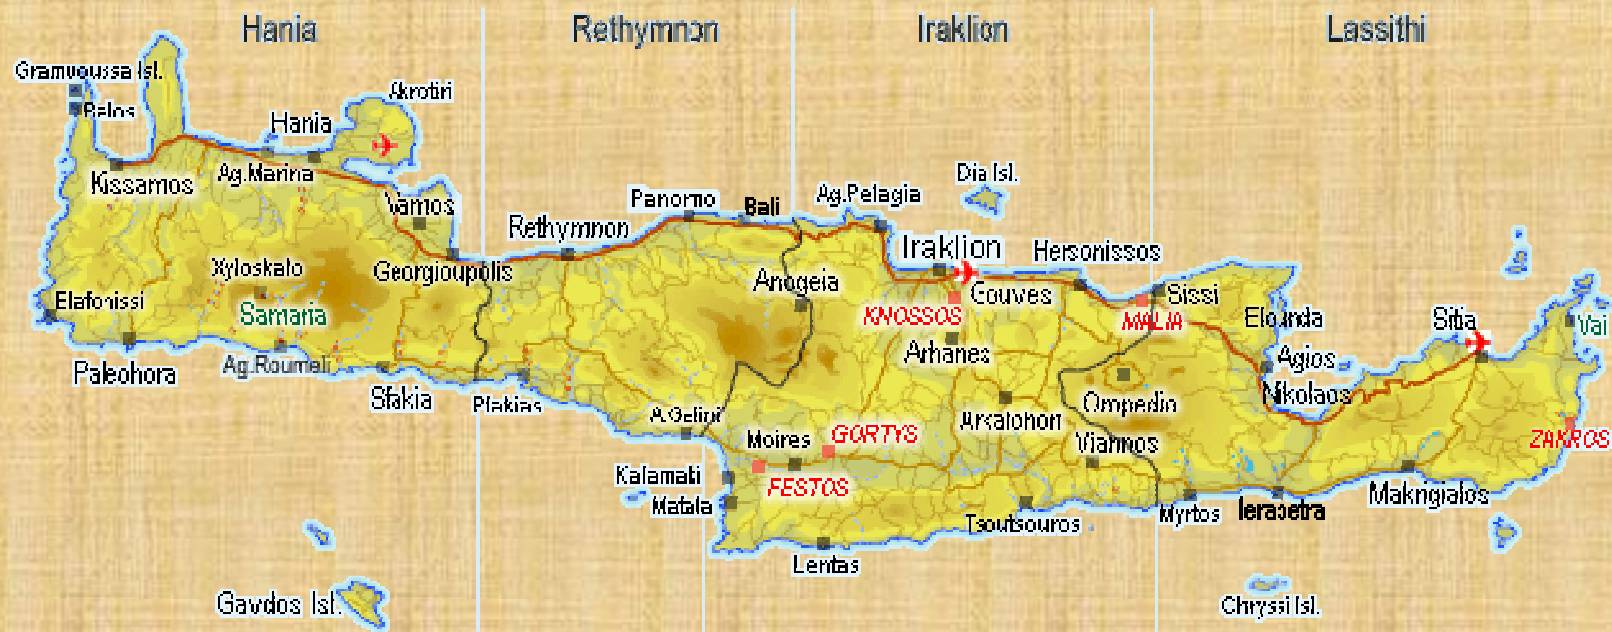 Hania
Rethymnon
Iraklion
Lassithi
Gramvoussa Isl.
Balos
Akrotiri
Hania
Kissamos
Ag.Marina
Vamos
Rethymnon
Panormo
Bali
Ag.Pelagia
Dia Isl.
Iraklion
Hersonissos
Xyloskalo
Georgioupolis
Anogeia
Gouves
Sissi
Elafonissi
Samaria
KNOSSOS
MALIA
Elounda
Sitia
Vai
Arhanes
Agios
Nikolaos
Paleohora
Ag.Roumeli
Sfakia
Plakias
A.Galini
Moires
GORTYS
Arkalohori
Viannos
ZAKROS
Kalamati
FESTOS
Matala
Tsoutsouros
Myrtos
Ierapetra
Makrigialos
Lentas
Gavdos Isl.
Chryssi Isl.